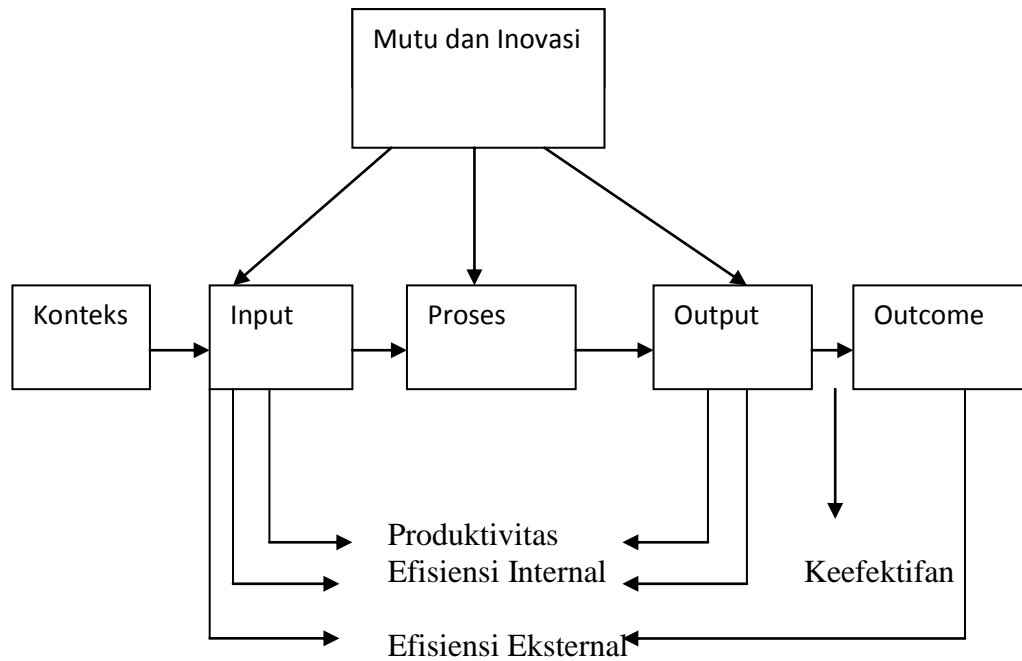 Mutu dan Inovasi
Konteks
Input
Proses
Output
Outcome
Produktivitas
Efisiensi Internal
Keefektifan
Efisiensi Eksternal